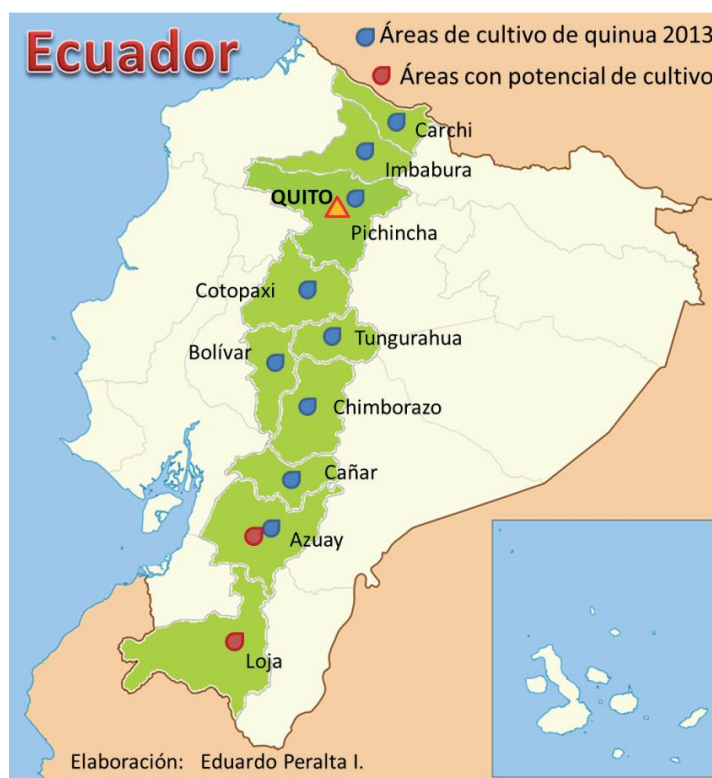 Ecuador
Áreas de cultivo de quinua 2013
Áreas con potencial de cultivo
Carchi
Imbabura
QUITO
Pichincha
Cotopaxi
Tungurahua
Bolívar
Chimborazo
Cañar
Azuay
Loja
Elaboración: Eduardo Peralta I.